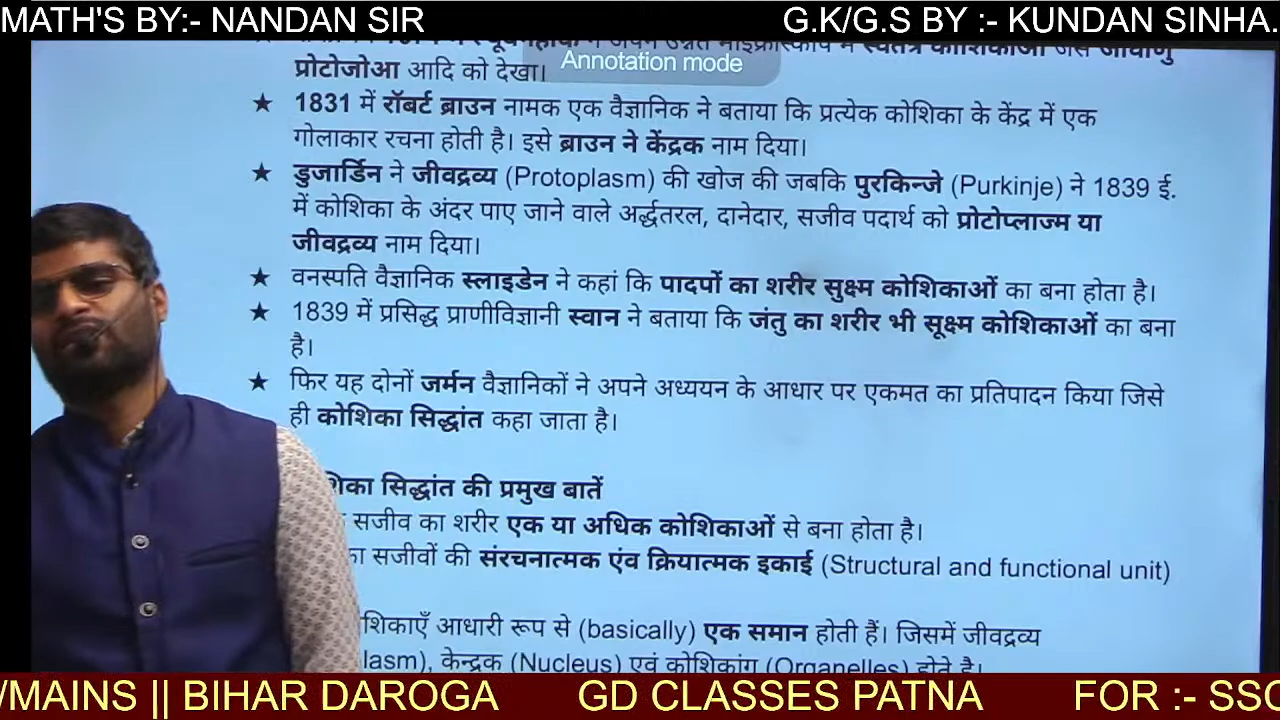 MATH'S BY:- NANDAN SIR
G.K/G.S BY :- KUNDAN SINHA.
Annotation mode
प्रोटोजोआ आदि को देखा।
★ 1831 में रॉबर्ट ब्राउन नामक एक वैज्ञानिक ने बताया कि प्रत्येक कोशिका के केंद्र में एक
गोलाकार रचना होती है। इसे ब्राउन ने केंद्रक नाम दिया।
★ डुजार्डिन ने जीवद्रव्य (Protoplasm) की खोज की जबकि पुरकिन्जे (Purkinje) ने 1839 ई.
में कोशिका के अंदर पाए जाने वाले अर्द्धतरल, दानेदार, सजीव पदार्थ को प्रोटोप्लाज्म या
जीवद्रव्य नाम दिया।
★ वनस्पति वैज्ञानिक स्लाइडेन ने कहां कि पादपों का शरीर सुक्ष्म कोशिकाओं का बना होता है।
★ 1839 में प्रसिद्ध प्राणीविज्ञानी स्वान ने बताया कि जंतु का शरीर भी सूक्ष्म कोशिकाओं का बना
है।
★ फिर यह दोनों जर्मन वैज्ञानिकों ने अपने अध्ययन के आधार पर एकमत का प्रतिपादन किया जिसे
ही कोशिका सिद्धांत कहा जाता है।
सिद्धांत की प्रमुख बातें
सजीव का शरीर एक या अधिक कोशिकाओं से बना होता है।
सजीवों की संरचनात्मक एंव क्रियात्मक इकाई (Structural and functional unit)
आधारी रूप से (basically) एक समान होती हैं। जिसमें जीवद्रव्य
केन्द्रक (Nucleus) एवं कोशिकांग (Organelles) होते है।
/MAINS || BIHAR DAROGA GD CLASSES PATNA FOR :- SSC